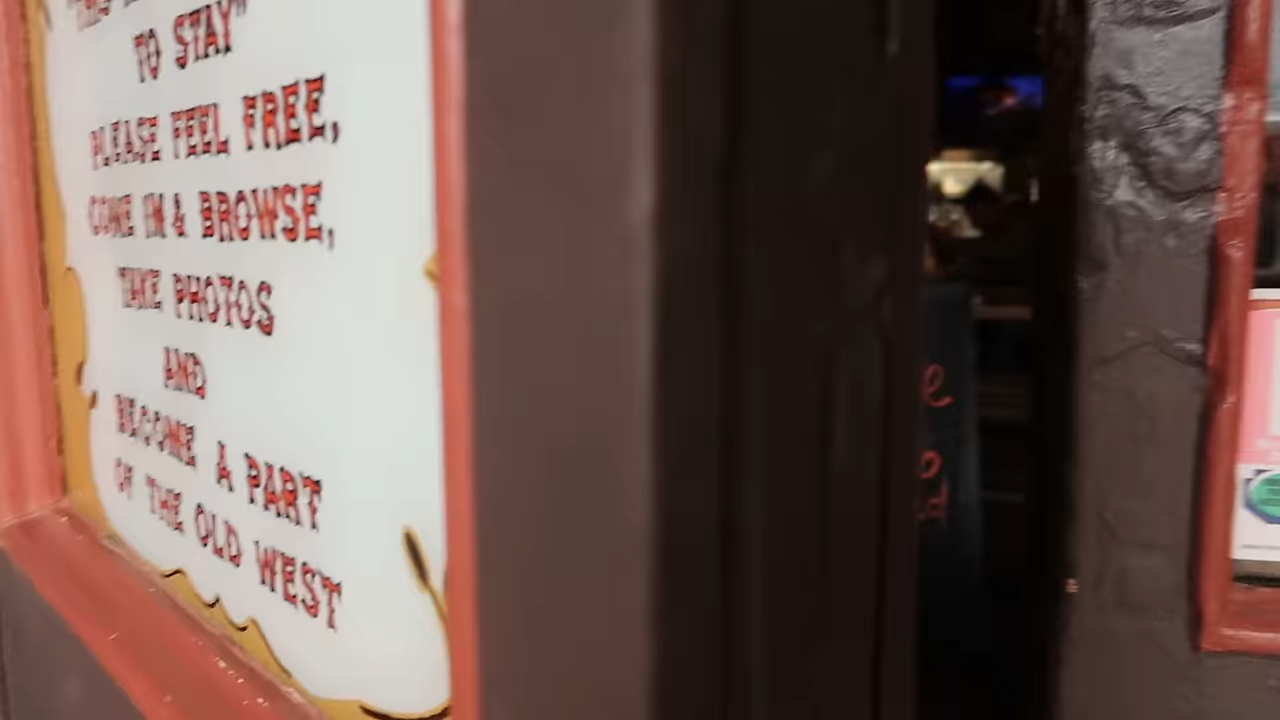 TO STAY"
PLEASE FEEL FREE,
COME IN & BROWSE,
TAKE PHOTOS
AND
BECOME A PART
OF THE OLD WEST